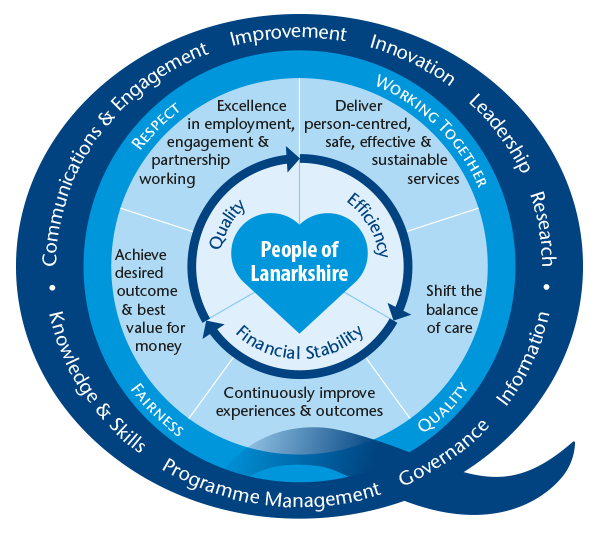 Communications & Engagement
Improvement
Innovation
Leadership
Research
•
Information
Governance
Programme Management
Knowledge & Skills
•
RESPECT
WORKING TOGETHER
QUALITY
FAIRNESS
Excellence
in employment,
engagement &
partnership
working
Deliver
person-centred,
safe, effective &
sustainable
services
Shift the
balance
of care
Continuously improve
experiences & outcomes
Achieve
desired
outcome
& best
value for
money
Quality
Efficiency
Financial Stability
People of
Lanarkshire